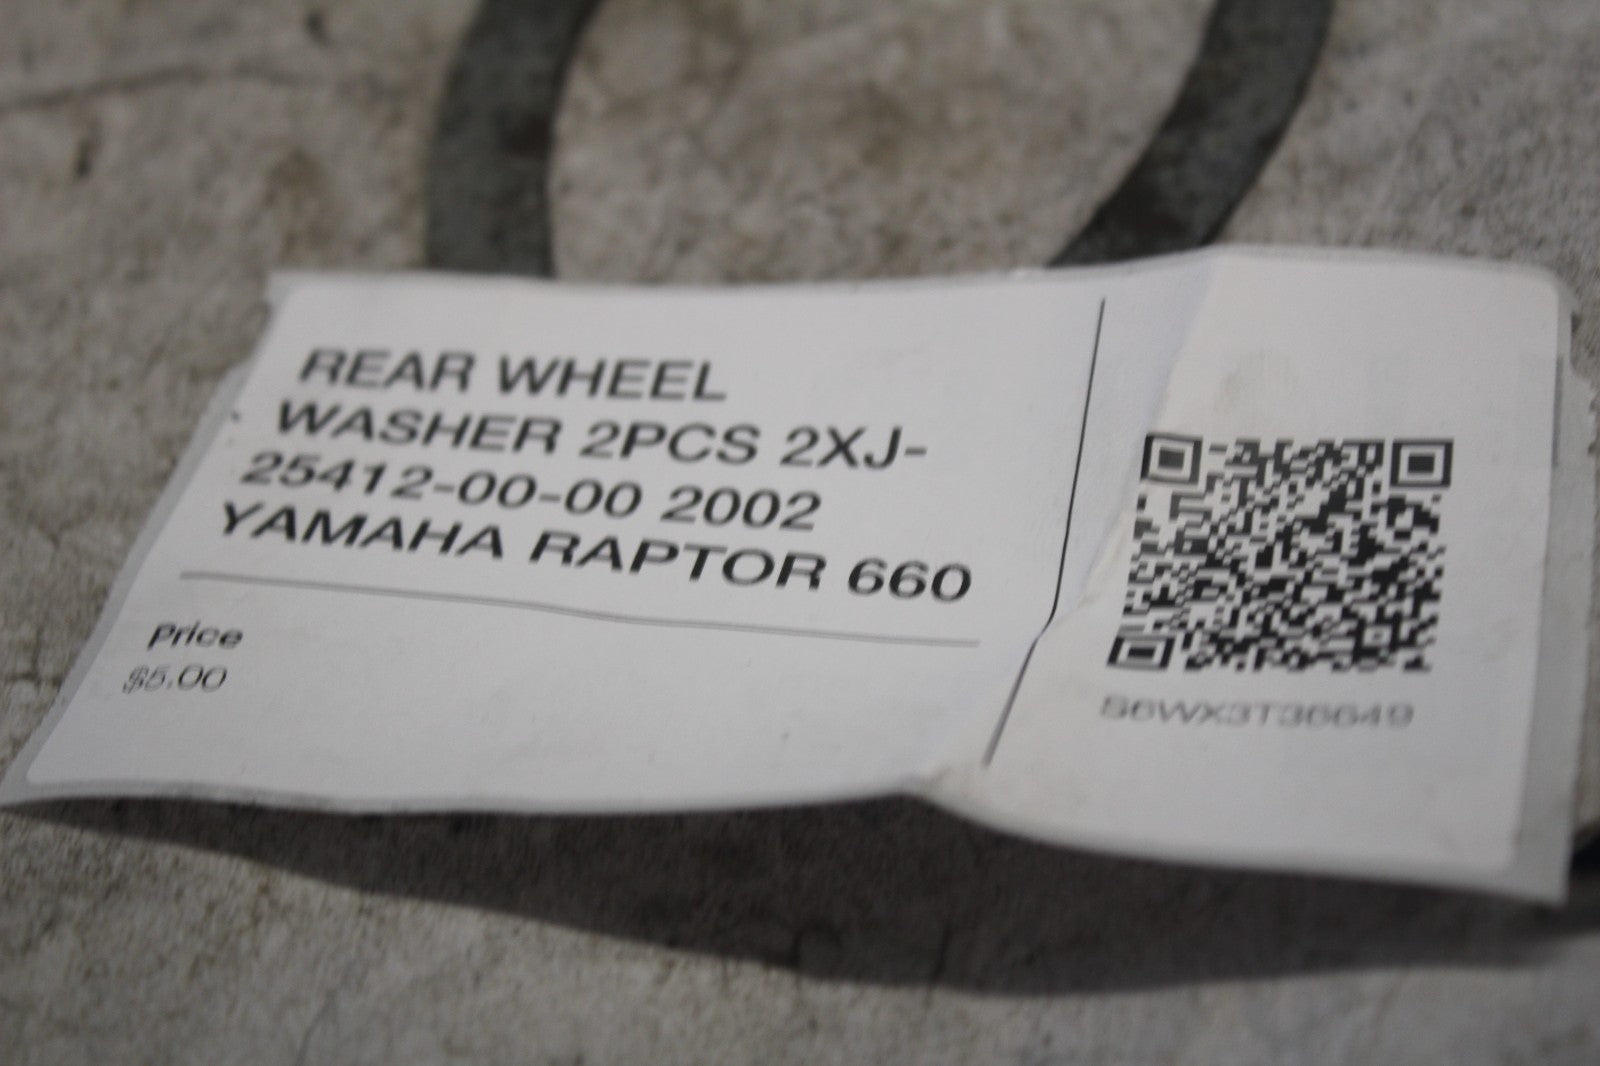 REAR WHEEL
WASHER 2PCS 2XJ-
25412-00-00 2002
YAMAHA RAPTOR 660
Price
$5.00
S6WX3T36649